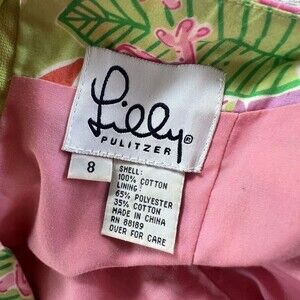 Lilly®
PULITZER
8
SHELL:
100% COTTON
LINING:
65% POLYESTER
35% COTTON
MADE IN CHINA
RN 88189
OVER FOR CARE